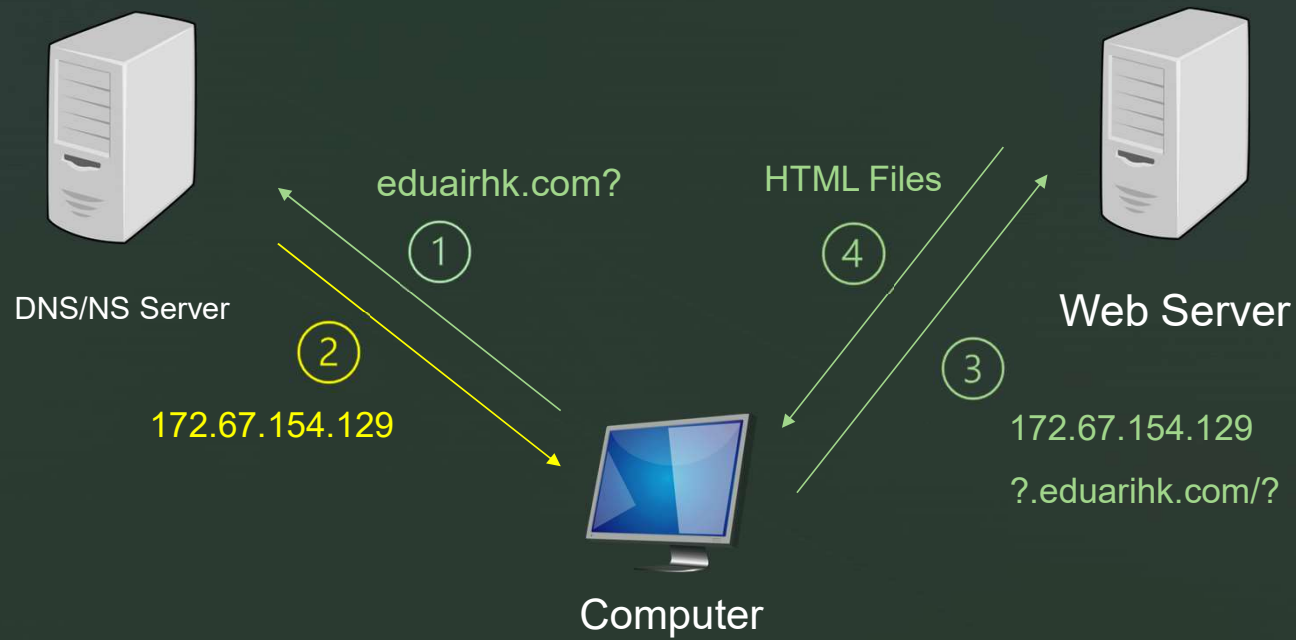 eduairhk.com?
①
DNS/NS Server
②
172.67.154.129
HTML Files
④
Web Server
③
172.67.154.129
?.eduarihk.com/?
Computer